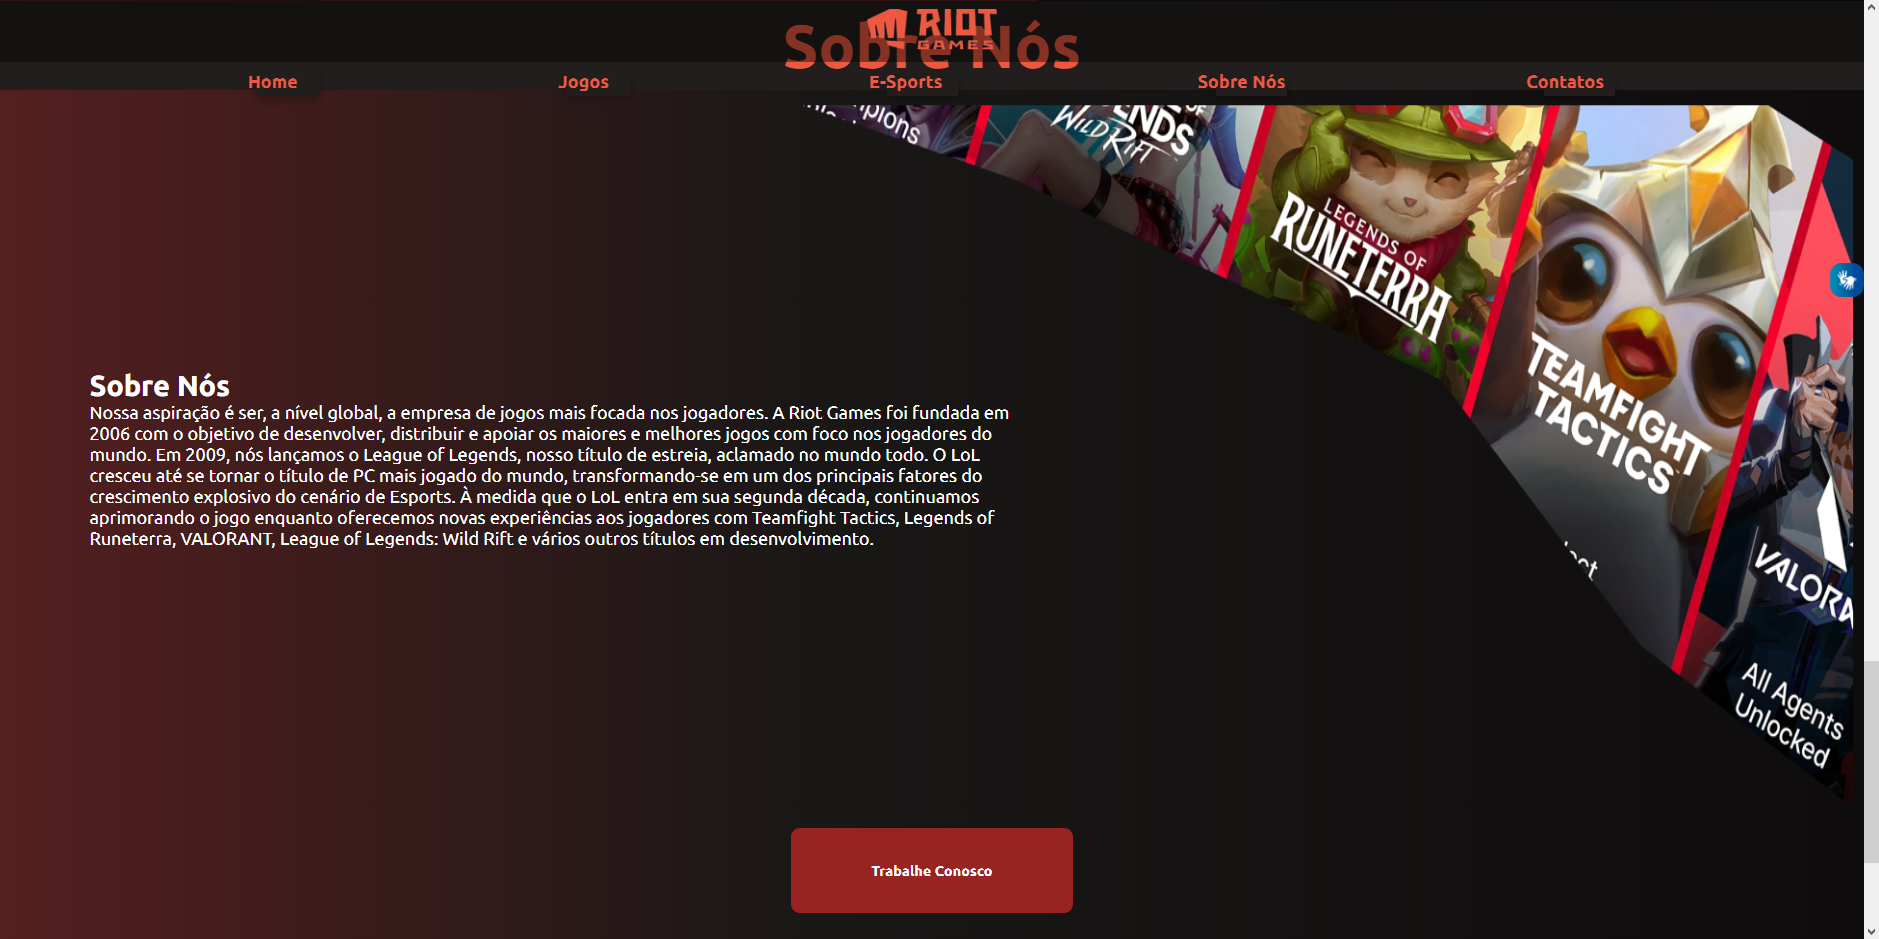 RIOT
GAMES
Sobre Nós
Home
Jogos
E-Sports
Sobre Nós
Contatos
WILD RIFT
LEGENDS OF
RUNETERRA
TEAMFIGHT
TACTICS
All Agents
Unlocked
Sobre Nós
Nossa aspiração é ser, a nível global, a empresa de jogos mais focada nos jogadores. A Riot Games foi fundada em
2006 com o objetivo de desenvolver, distribuir e apoiar os maiores e melhores jogos com foco nos jogadores do
mundo. Em 2009, nós lançamos o League of Legends, nosso título de estreia, aclamado no mundo todo. O LoL
cresceu até se tornar o título de PC mais jogado do mundo, transformando-se em um dos principais fatores do
crescimento explosivo do cenário de Esports. À medida que o LoL entra em sua segunda década, continuamos
aprimorando o jogo enquanto oferecemos novas experiências aos jogadores com Teamfight Tactics, Legends of
Runeterra, VALORANT, League of Legends: Wild Rift e vários outros títulos em desenvolvimento.
Trabalhe Conosco